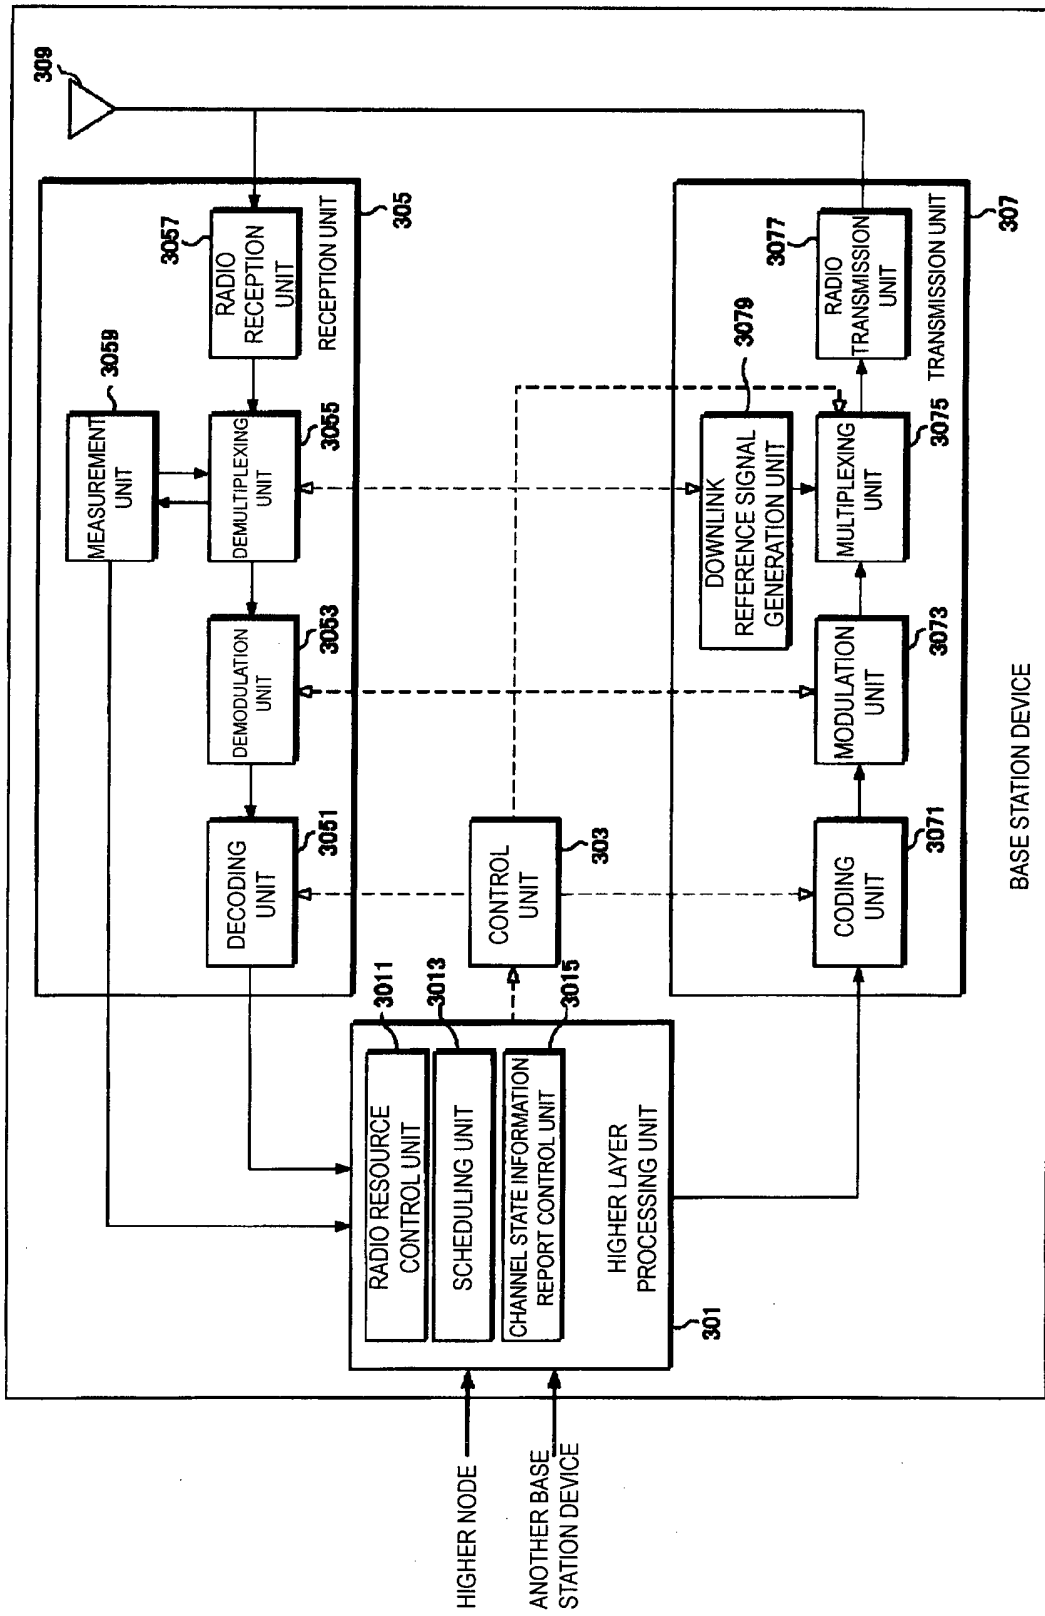 309
3057
RADIO
RECEPTION
UNIT
RECEPTION UNIT
305
3059
MEASUREMENT
UNIT
3055
DEMULTIPLEXING
UNIT
3053
DEMODULATION
UNIT
3051
DECODING
UNIT
CONTROL
UNIT
303
3011
RADIO RESOURCE
CONTROL UNIT
3013
SCHEDULING UNIT
3015
CHANNEL STATE INFORMATION
REPORT CONTROL UNIT
HIGHER LAYER
PROCESSING UNIT
301
HIGHER NODE
ANOTHER BASE
STATION DEVICE
3079
DOWNLINK
REFERENCE SIGNAL
GENERATION UNIT
3077
RADIO
TRANSMISSION
UNIT
TRANSMISSION UNIT
307
MULTIPLEXING
UNIT
3075
MODULATION
UNIT
3073
CODING
UNIT
3071
BASE STATION DEVICE